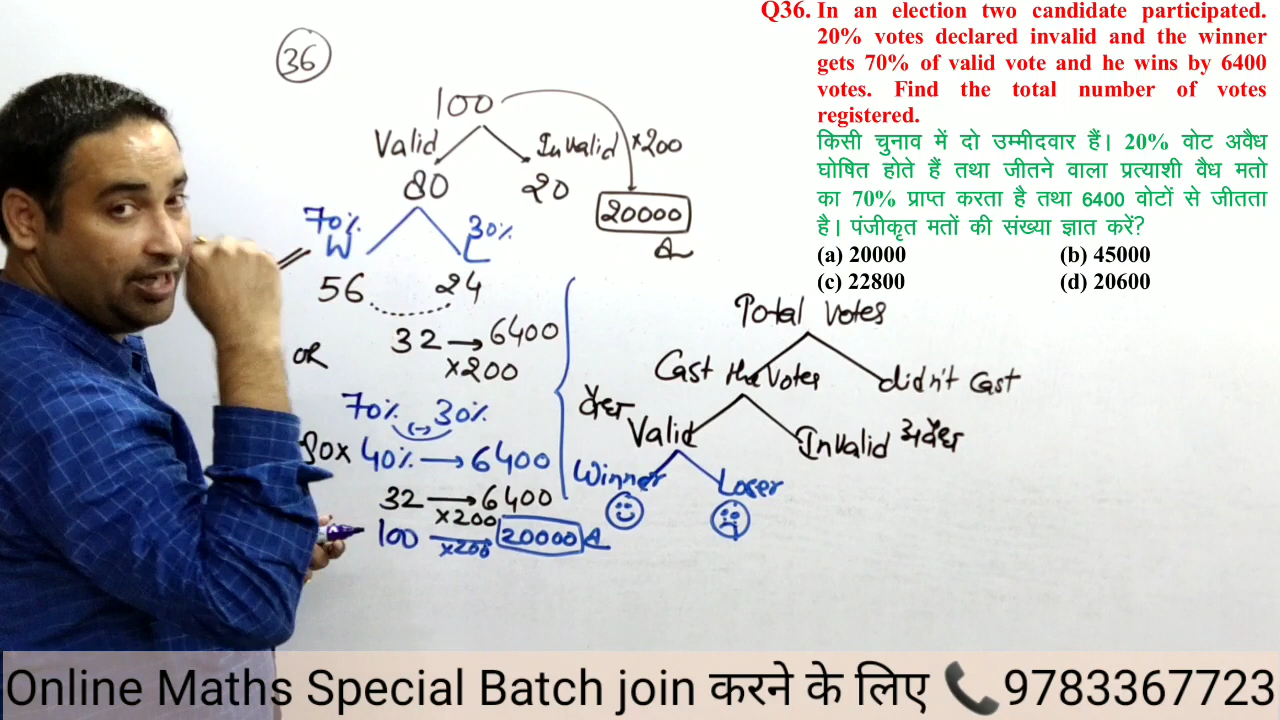 Q36. In an election two candidate participated.
20% votes declared invalid and the winner
gets 70% of valid vote and he wins by 6400
votes. Find the total number of votes
registered.
किसी चुनाव में दो उम्मीदवार हैं। 20% वोट अवैध
घोषित होते हैं तथा जीतने वाला प्रत्याशी वैध मतो
का 70% प्राप्त करता है तथा 6400 वोटों से जीतता
है। पंजीकृत मतों की संख्या ज्ञात करें?
(a) 20000 (b) 45000
(c) 22800 (d) 20600
36
100
Valid Invalid ×200
80 20
20000
70% 30%
W L
56 24
32 → 6400
×200
OR
70% (-) 30%
80× 40% → 6400
32 → 6400
×200
100 20000
×200
Total Votes
Cast the Votes didn't Cast
वैध Valid Invalid अवैध
Winner Loser
Online Maths Special Batch join करने के लिए 📞9783367723